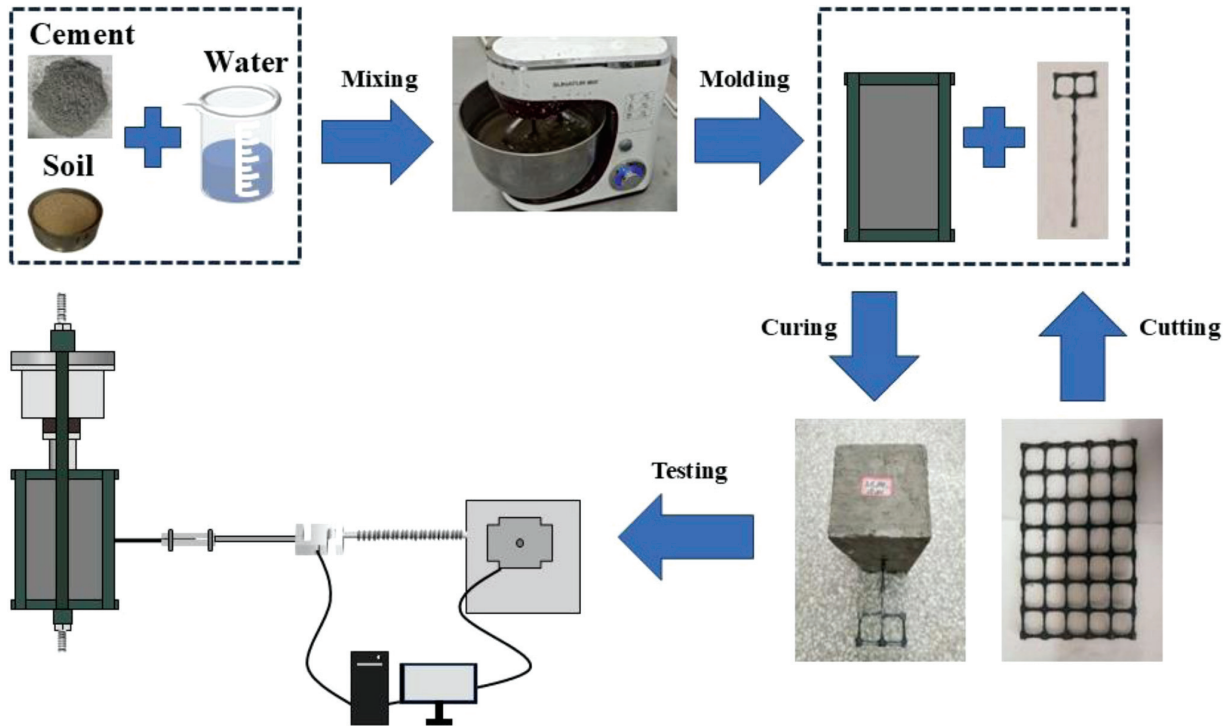 Cement
Water
Soil
Mixing
Molding
Curing
Cutting
Testing